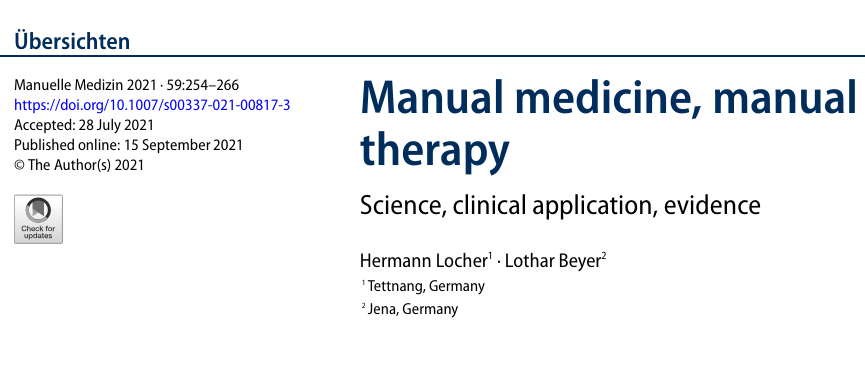 Übersichten
Manuelle Medizin 2021 · 59:254–266
https://doi.org/10.1007/s00337-021-00817-3
Accepted: 28 July 2021
Published online: 15 September 2021
© The Author(s) 2021
Check for
updates
Manual medicine, manual
therapy
Science, clinical application, evidence
Hermann Locher¹ · Lothar Beyer²
¹ Tettnang, Germany
² Jena, Germany